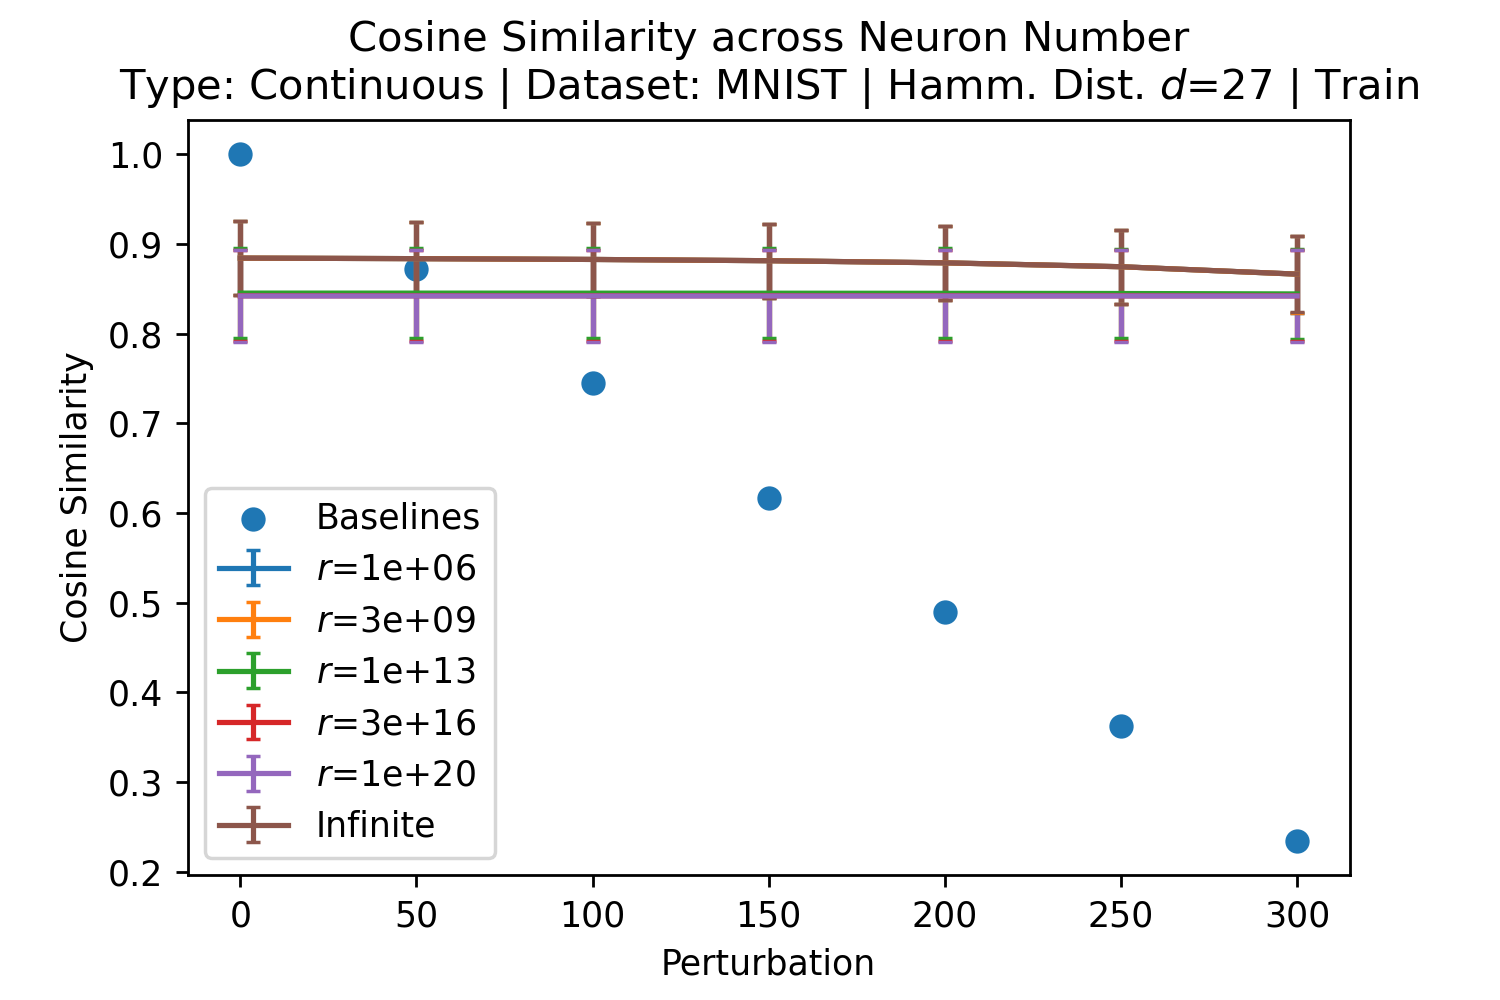 Cosine Similarity across Neuron Number
Type: Continuous | Dataset: MNIST | Hamm. Dist. d=27 | Train
1.0
0.9
0.8
0.7
0.6
0.5
0.4
0.3
0.2
Cosine Similarity
Baselines
r=1e+06
r=3e+09
r=1e+13
r=3e+16
r=1e+20
Infinite
0 50 100 150 200 250 300
Perturbation